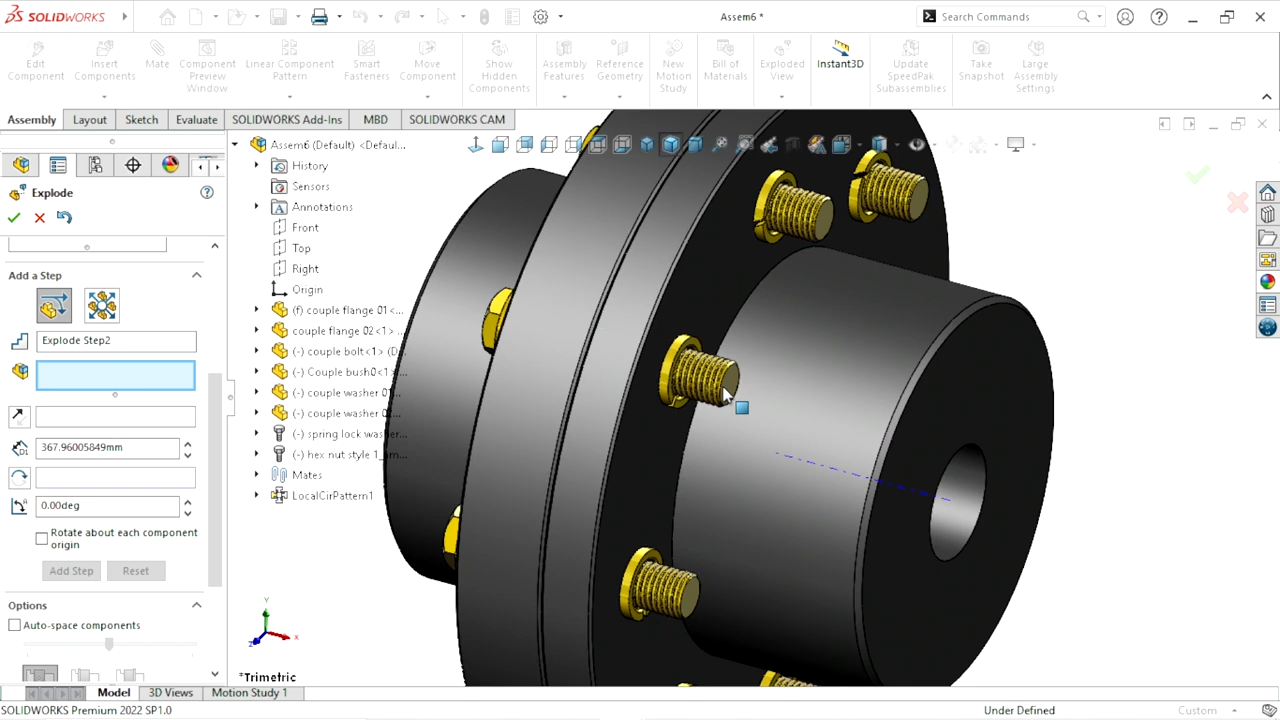 SOLIDWORKS
Assem6 *
Search Commands
Edit Component
Insert Components
Mate
Component Preview Window
Linear Component Pattern
Smart Fasteners
Move Component
Show Hidden Components
Assembly Features
Reference Geometry
New Motion Study
Bill of Materials
Exploded View
Instant3D
Update SpeedPak Subassemblies
Take Snapshot
Large Assembly Settings
Assembly
Layout
Sketch
Evaluate
SOLIDWORKS Add-Ins
MBD
SOLIDWORKS CAM
Explode
Add a Step
Explode Step2
367.96005849mm
0.00deg
Rotate about each component
origin
Add Step
Reset
Options
Auto-space components
Assem6 (Default) <Defaul...
History
Sensors
Annotations
Front
Top
Right
Origin
(f) couple flange 01<...
couple flange 02<1>
(-) couple bolt<1> (D...
(-) Couple bush0<1>
(-) couple washer 01...
(-) couple washer 0...
(-) spring lock washer...
(-) hex nut style 1_am...
Mates
LocalCirPattern1
Y
X
Z
*Trimetric
Model
3D Views
Motion Study 1
SOLIDWORKS Premium 2022 SP1.0
Under Defined
Custom